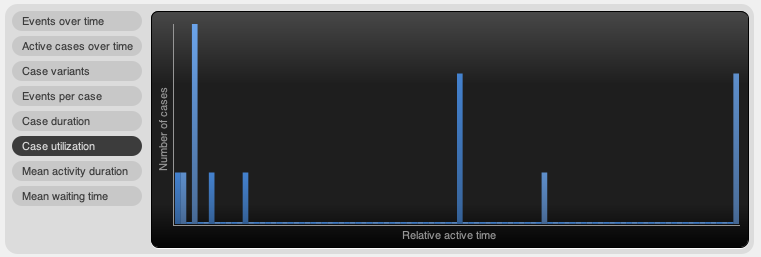 Events over time
Active cases over time
Case variants
Events per case
Case duration
Case utilization
Mean activity duration
Mean waiting time
Number of cases
Relative active time